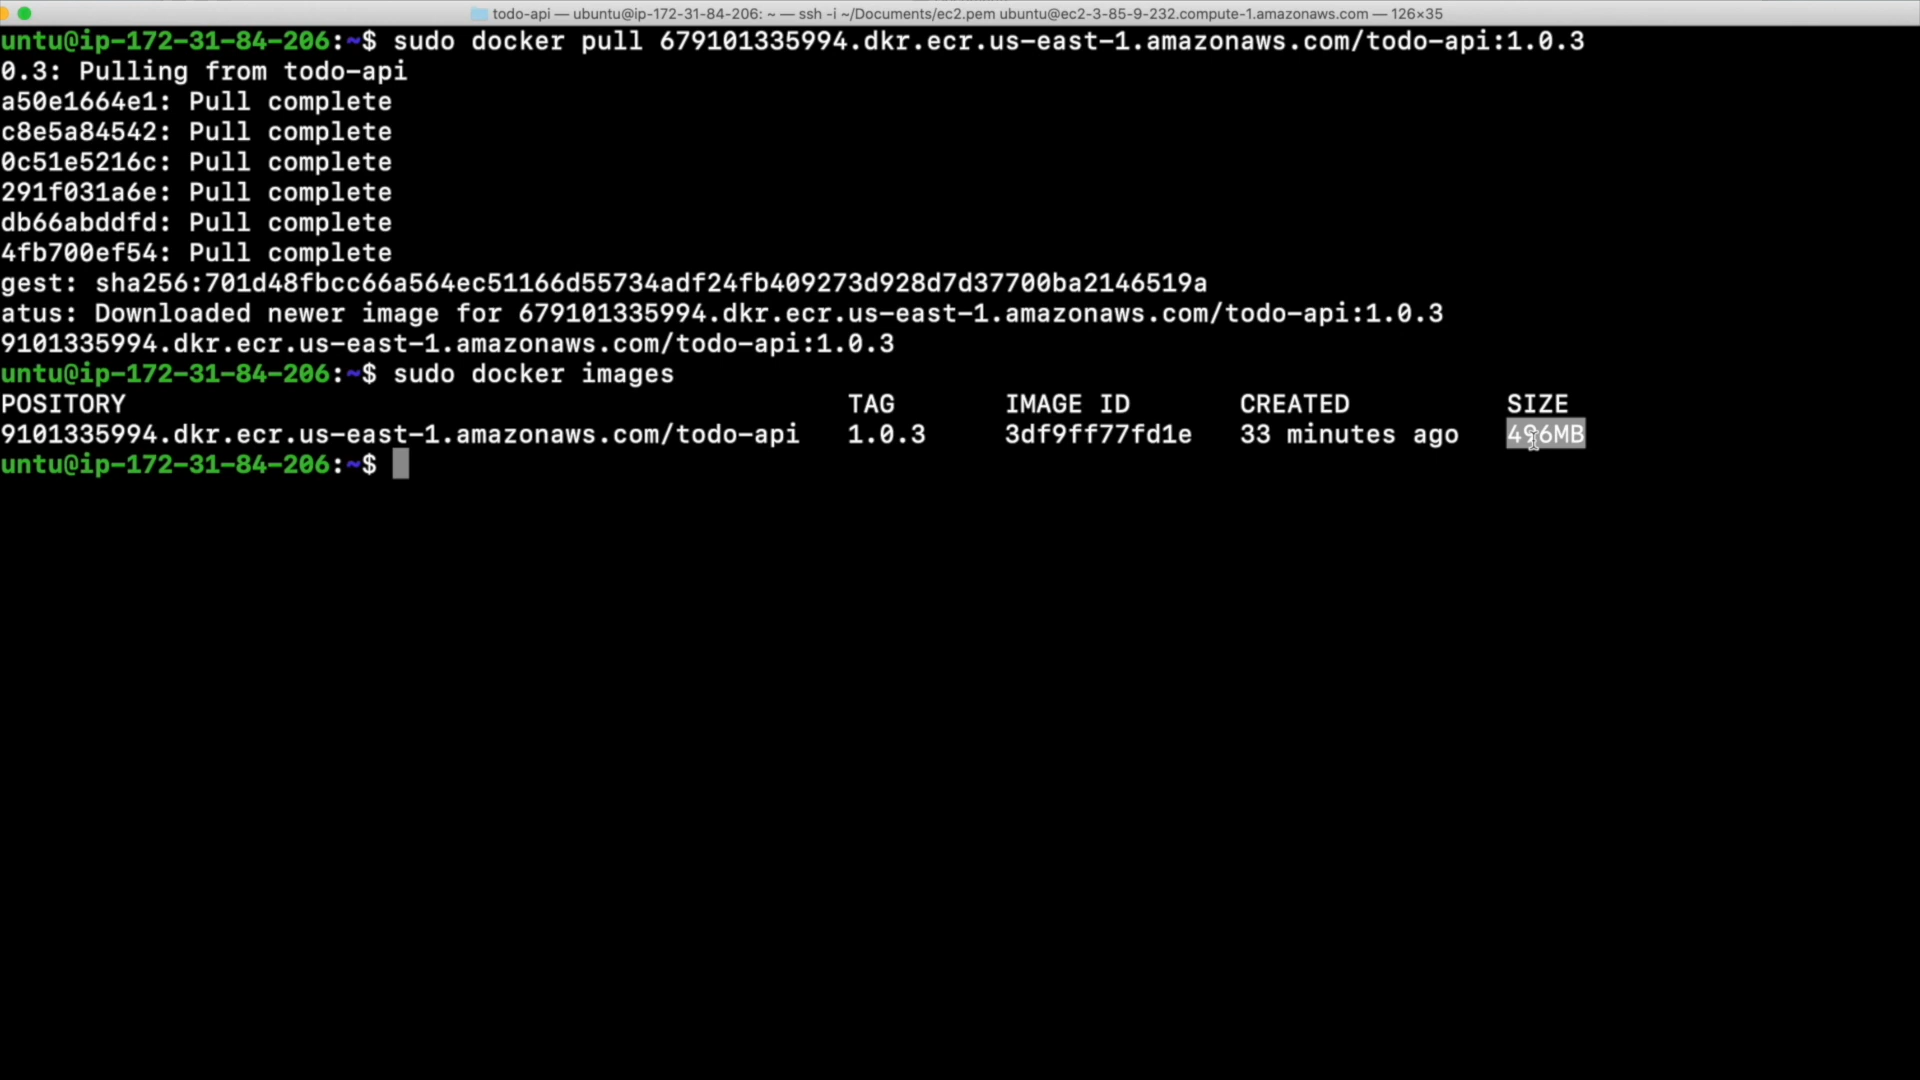 todo-api — ubuntu@ip-172-31-84-206: ~ — ssh -i ~/Documents/ec2.pem ubuntu@ec2-3-85-9-232.compute-1.amazonaws.com — 126×35
untu@ip-172-31-84-206:~$ sudo docker pull 679101335994.dkr.ecr.us-east-1.amazonaws.com/todo-api:1.0.3
0.3: Pulling from todo-api
a50e1664e1: Pull complete
c8e5a84542: Pull complete
0c51e5216c: Pull complete
291f031a6e: Pull complete
db66abddfd: Pull complete
4fb700ef54: Pull complete
gest: sha256:701d48fbcc66a564ec51166d55734adf24fb409273d928d7d37700ba2146519a
atus: Downloaded newer image for 679101335994.dkr.ecr.us-east-1.amazonaws.com/todo-api:1.0.3
9101335994.dkr.ecr.us-east-1.amazonaws.com/todo-api:1.0.3
untu@ip-172-31-84-206:~$ sudo docker images
POSITORY TAG IMAGE ID CREATED SIZE
9101335994.dkr.ecr.us-east-1.amazonaws.com/todo-api 1.0.3 3df9ff77fd1e 33 minutes ago 496MB
untu@ip-172-31-84-206:~$